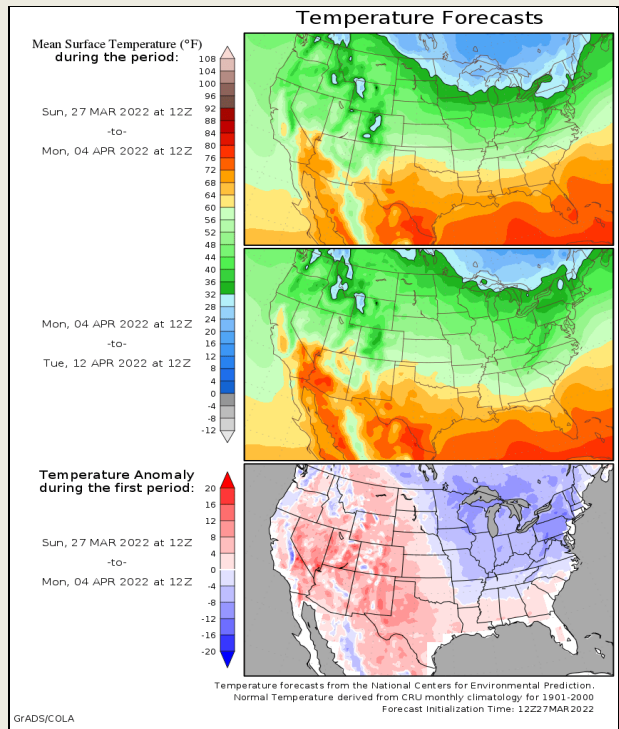 Temperature Forecasts
Mean Surface Temperature (°F)
during the period:
108
104
100
96
92
88
84
80
76
72
68
64
60
56
52
48
44
40
36
32
28
24
20
16
12
8
4
0
-4
-8
-12
Sun, 27 MAR 2022 at 12Z
-to-
Mon, 04 APR 2022 at 12Z
Mon, 04 APR 2022 at 12Z
-to-
Tue, 12 APR 2022 at 12Z
Temperature Anomaly
during the first period:
20
16
12
8
4
0
-4
-8
-12
-16
-20
Sun, 27 MAR 2022 at 12Z
-to-
Mon, 04 APR 2022 at 12Z
Temperature forecasts from the National Centers for Environmental Prediction.
Normal Temperature derived from CRU monthly climatology for 1901-2000
Forecast Initialization Time: 12Z27MAR2022
GrADS/COLA